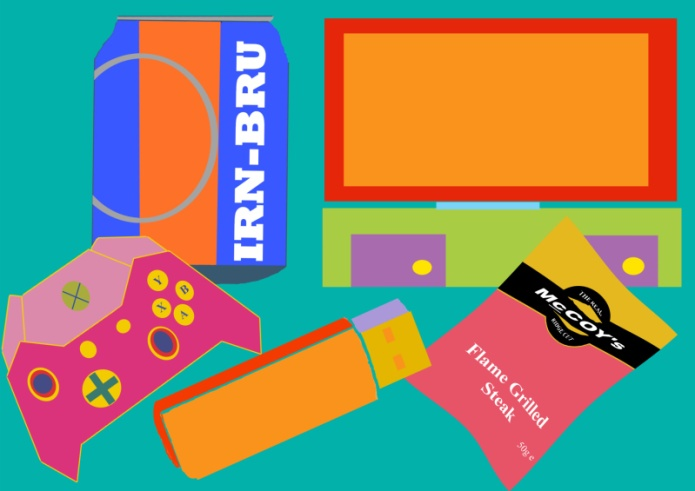 IRN-BRU
Y
B
X
A
THE REAL
McCOY's
RIDGE CUT
Flame Grilled
Steak
50g e